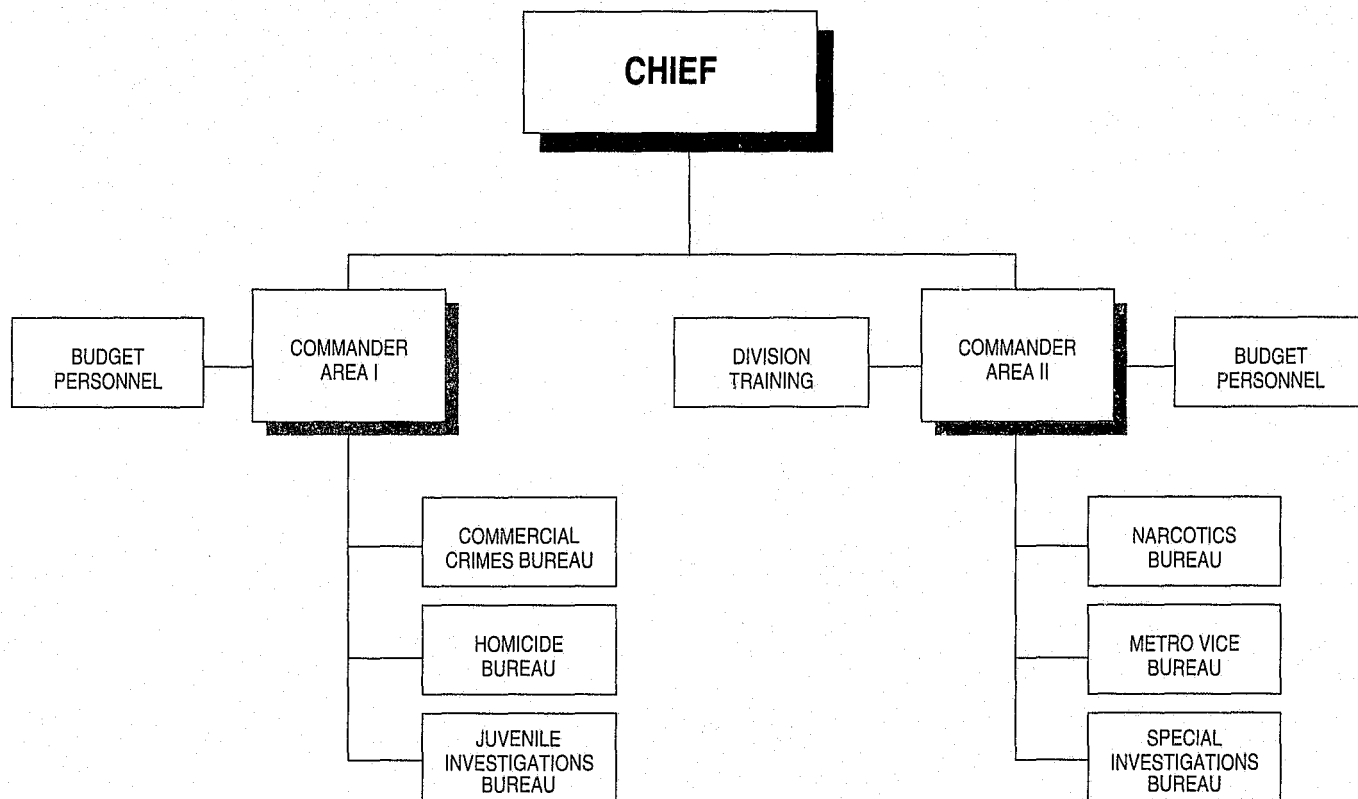 CHIEF
BUDGET
PERSONNEL
COMMANDER
AREA I
DIVISION
TRAINING
COMMANDER
AREA II
BUDGET
PERSONNEL
COMMERCIAL
CRIMES BUREAU
HOMICIDE
BUREAU
JUVENILE
INVESTIGATIONS
BUREAU
NARCOTICS
BUREAU
METRO VICE
BUREAU
SPECIAL
INVESTIGATIONS
BUREAU